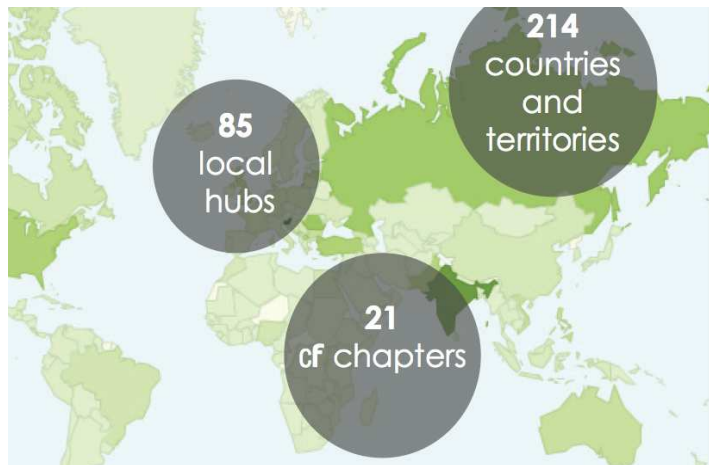 214
countries
and
territories
85
local
hubs
21
cf chapters